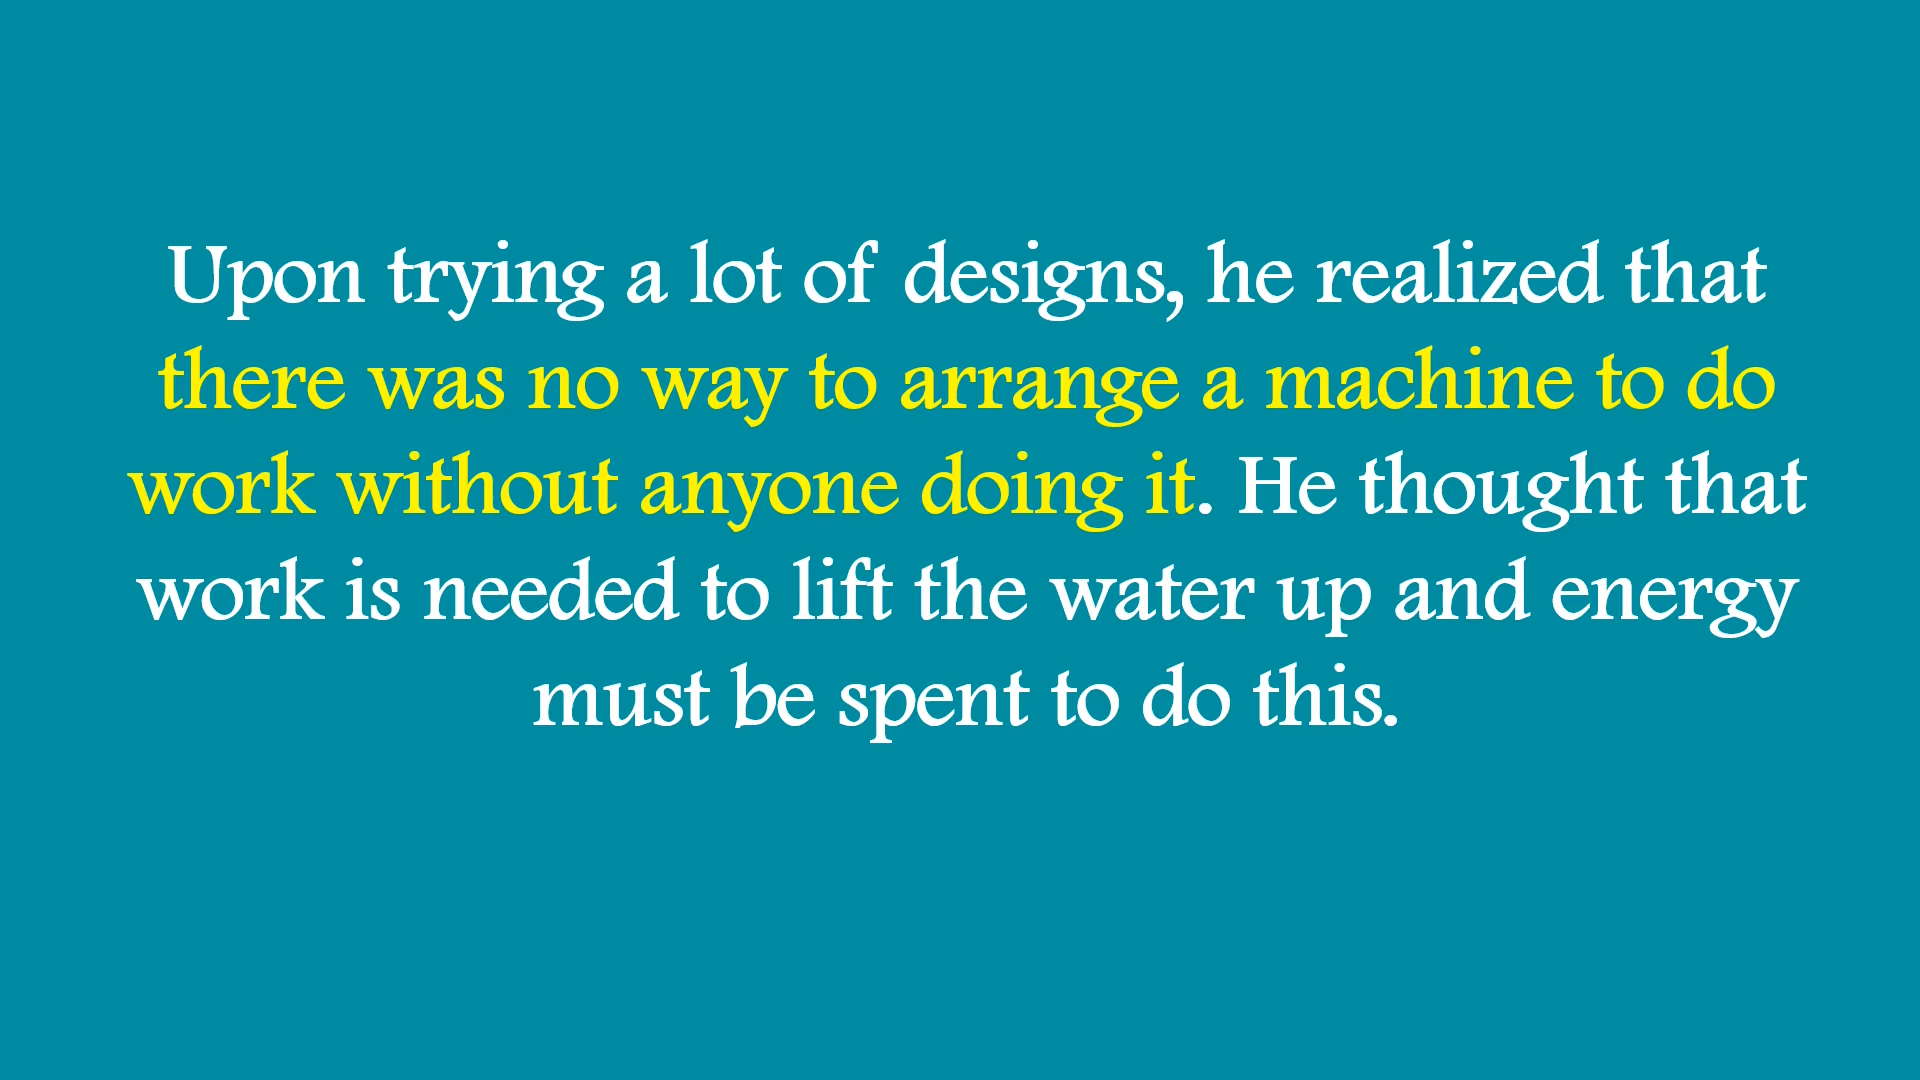 Upon trying a lot of designs, he realized that
there was no way to arrange a machine to do
work without anyone doing it. He thought that
work is needed to lift the water up and energy
must be spent to do this.